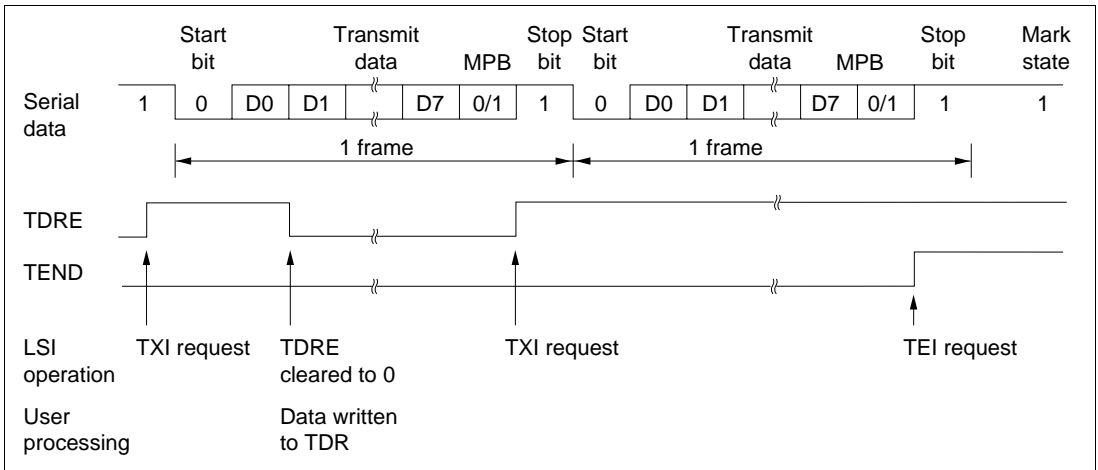 Start bit Transmit data MPB Stop bit Start bit Transmit data MPB Stop bit Mark state
Serial data 1 0 D0 D1 D7 0/1 1 0 D0 D1 D7 0/1 1 1
1 frame 1 frame
TDRE
TEND
LSI operation TXI request TDRE cleared to 0 TXI request TEI request
User processing Data written to TDR